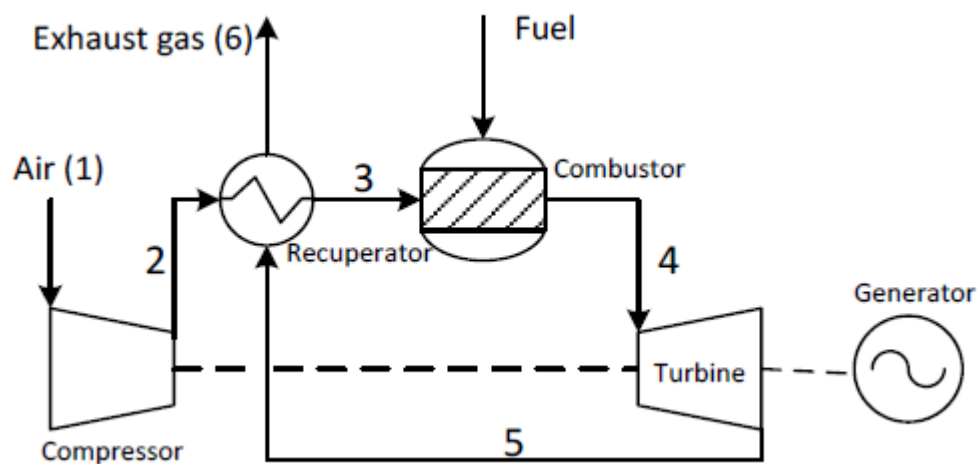 Exhaust gas (6)
Fuel
Air (1)
3
Combustor
2
Recuperator
4
Generator
Turbine
5
Compressor